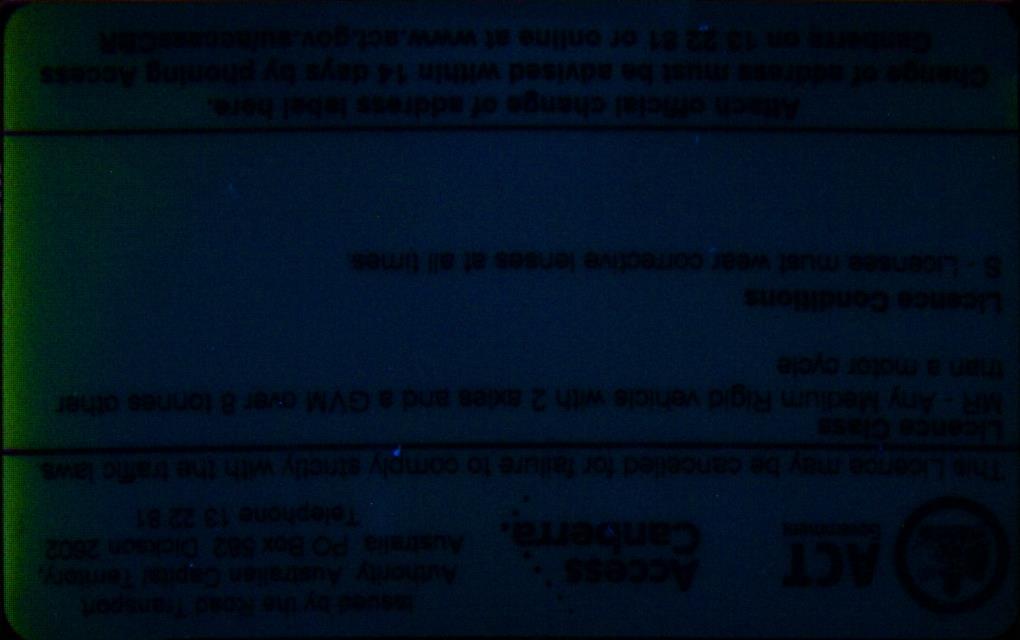 ACT
Government
Access
Canberra.
Issued by the Road Transport
Authority Australian Capital Territory,
Australia PO Box 582 Dickson 2602
Telephone 13 22 81
This Licence may be cancelled for failure to comply strictly with the traffic laws
Licence Class
MR - Any Medium Rigid vehicle with 2 axles and a GVM over 8 tonnes other
than a motor cycle
Licence Conditions
S - Licensee must wear corrective lenses at all times
Attach official change of address label here.
Change of address must be advised within 14 days by phoning Access
Canberra on 13 22 81 or online at www.act.gov.au/accessCBR